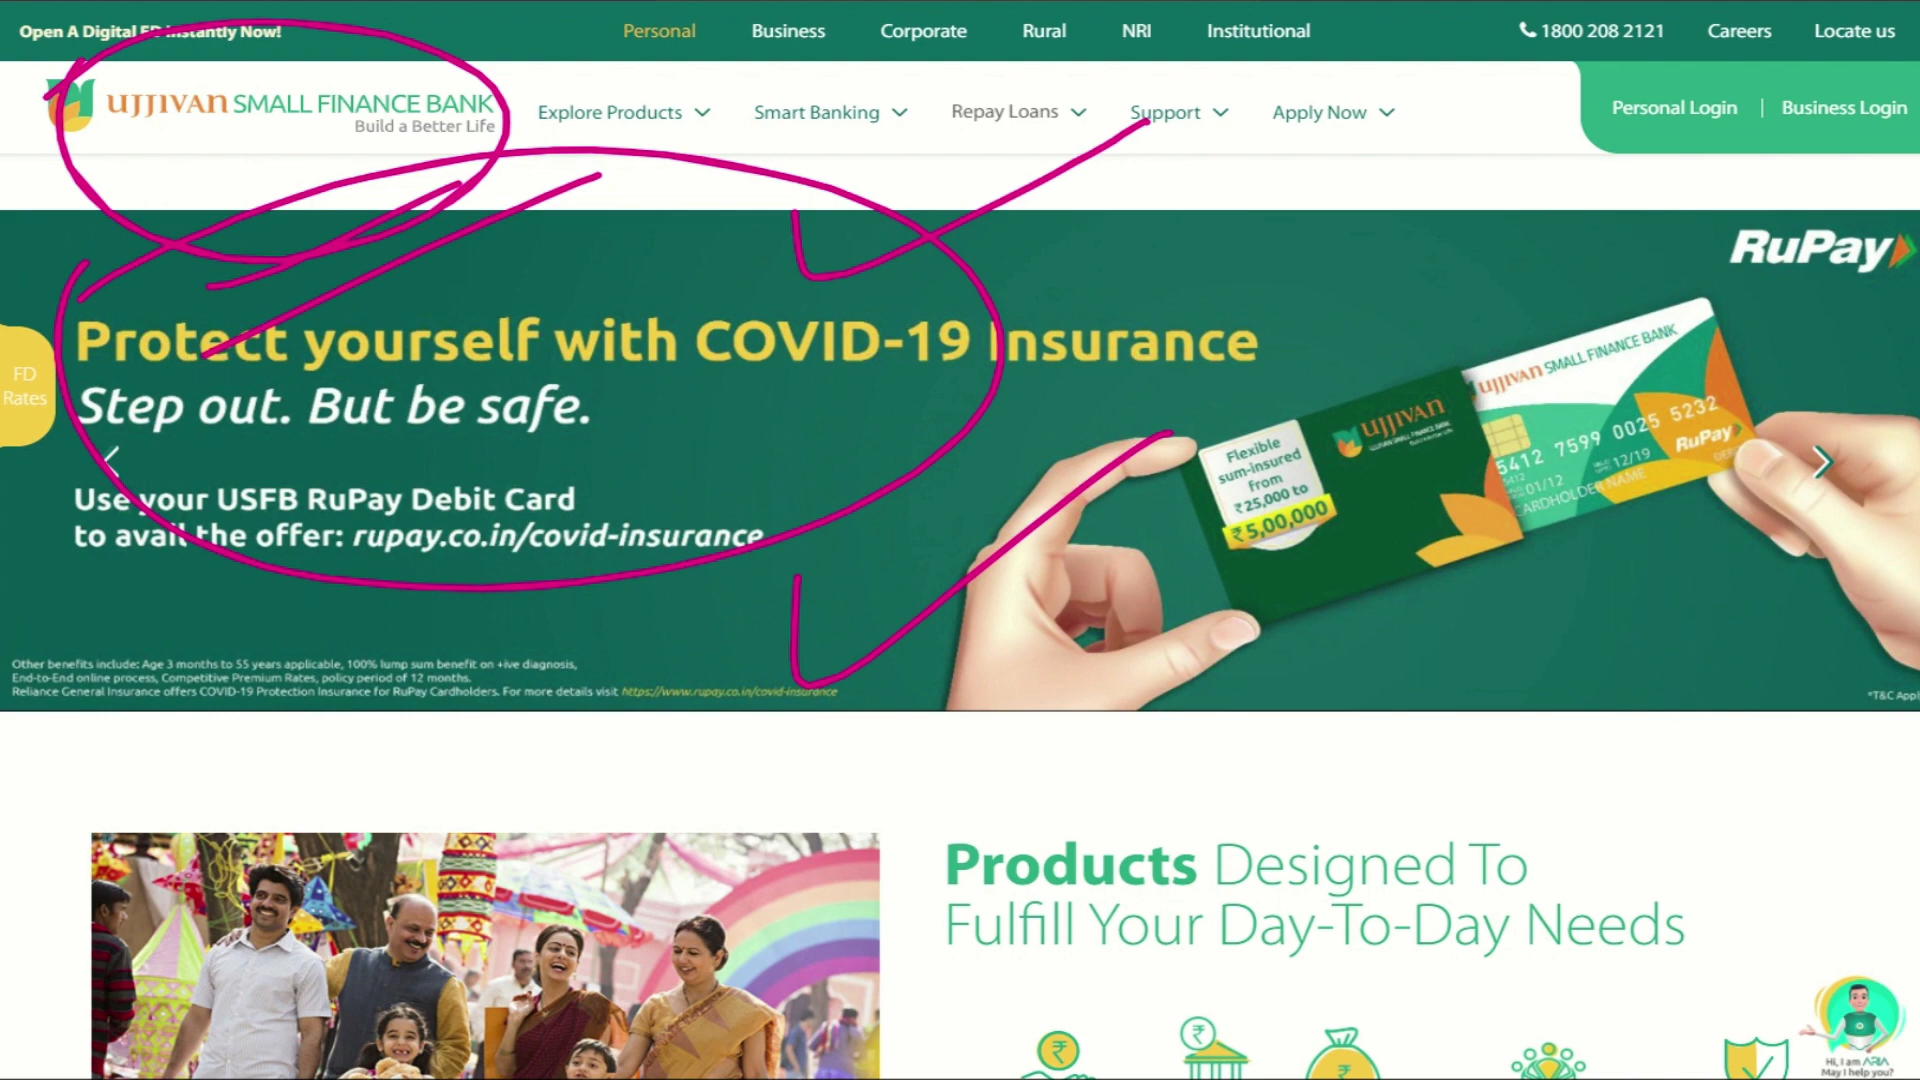 Open A Digital FD Instantly Now!
Personal Business Corporate Rural NRI Institutional
1800 208 2121 Careers Locate us
UJJIVAN SMALL FINANCE BANK
Build a Better Life
Explore Products Smart Banking Repay Loans Support Apply Now
Personal Login | Business Login
RuPay
Protect yourself with COVID-19 Insurance
Step out. But be safe.
FD
Rates
Use your USFB RuPay Debit Card
to avail the offer: rupay.co.in/covid-insurance
Flexible
sum-insured
from
₹25,000 to
₹5,00,000
UJJIVAN
UJJIVAN SMALL FINANCE BANK
5412 7599 0025 5232
5412
12/19
01/12
CARDHOLDER NAME
RuPay
Other benefits include: Age 3 months to 55 years applicable, 100% lump sum benefit on +ive diagnosis,
End-to-End online process, Competitive Premium Rates, policy period of 12 months.
Reliance General Insurance offers COVID-19 Protection Insurance for RuPay Cardholders. For more details visit https://www.rupay.co.in/covid-insurance
*T&C Appl
Products Designed To
Fulfill Your Day-To-Day Needs
Hi, I am ARIA
May I help you?